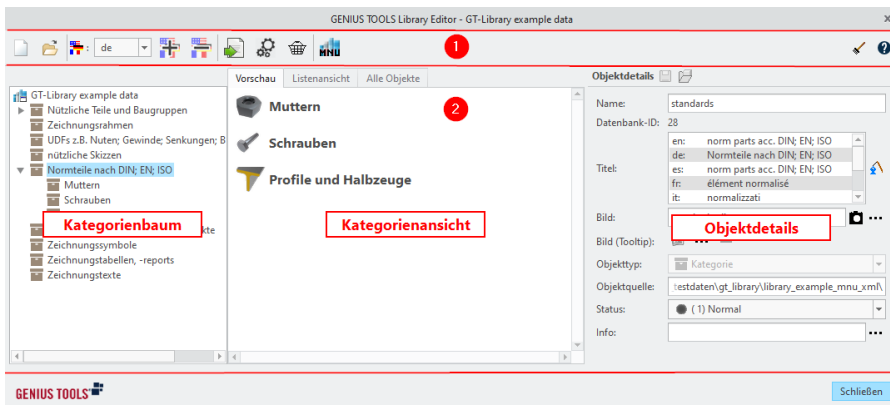 GENIUS TOOLS Library Editor - GT-Library example data
de
MNU
1
GT-Library example data
Nützliche Teile und Baugruppen
Zeichnungsrahmen
UDFs z.B. Nuten; Gewinde; Senkungen; B
nützliche Skizzen
Normteile nach DIN; EN; ISO
Muttern
Schrauben
Kategorienbaum
kte
Zeichnungssymbole
Zeichnungstabellen, -reports
Zeichnungstexte
Vorschau
Listenansicht
Alle Objekte
2
Muttern
Schrauben
Profile und Halbzeuge
Kategorienansicht
Objektdetails
Name: standards
Datenbank-ID: 28
Titel:
en: norm parts acc. DIN; EN; ISO
de: Normteile nach DIN; EN; ISO
es: norm parts acc. DIN; EN; ISO
fr: élément normalisé
it: normalizzati
Bild:
Objektdetails
Bild (Tooltip):
Objekttyp: Kategorie
Objektquelle: testdaten\gt_library\library_example_mnu_xml\
Status: ( 1) Normal
Info:
GENIUS TOOLS
Schließen